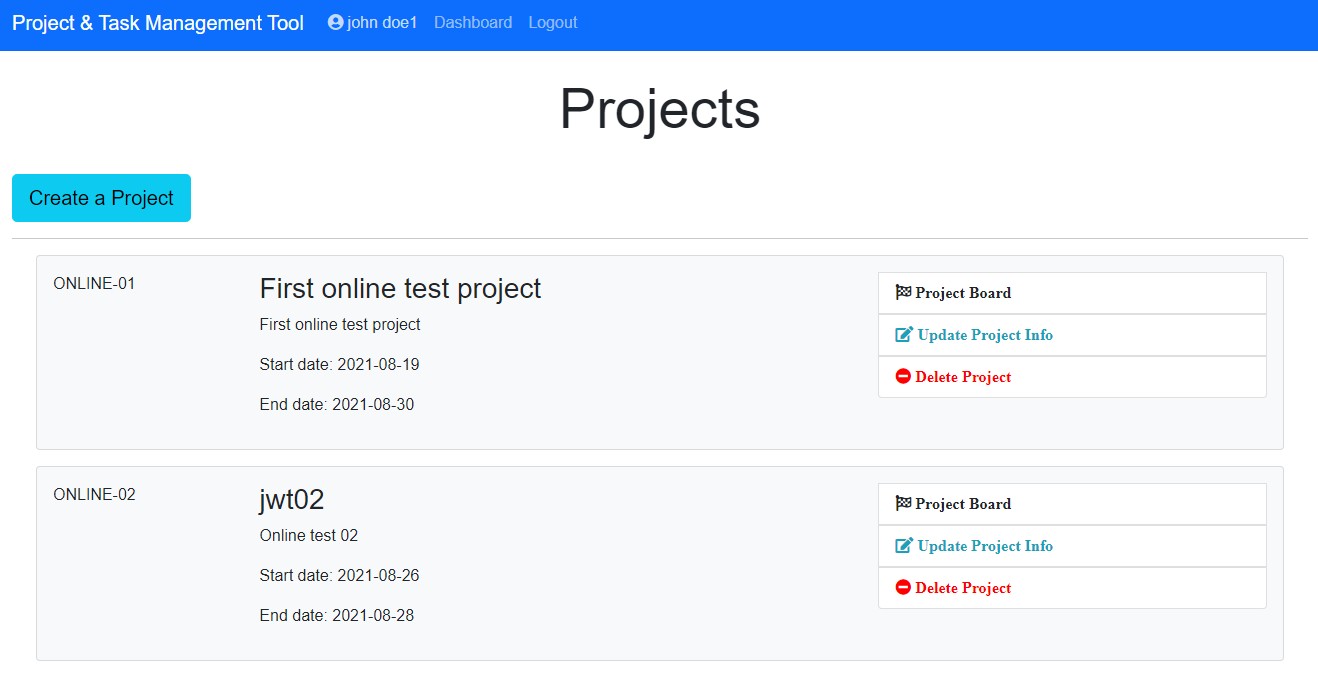 Project & Task Management Tool john doe1 Dashboard Logout
Projects
Create a Project
ONLINE-01
First online test project
First online test project
Start date: 2021-08-19
End date: 2021-08-30
Project Board
Update Project Info
Delete Project
ONLINE-02
jwt02
Online test 02
Start date: 2021-08-26
End date: 2021-08-28
Project Board
Update Project Info
Delete Project